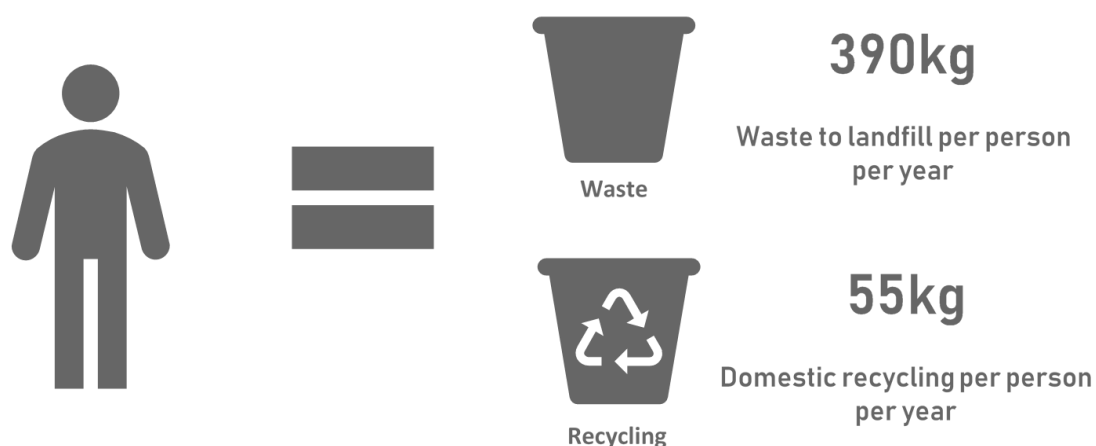 390kg
Waste to landfill per person
per year
Waste
55kg
Domestic recycling per person
per year
Recycling